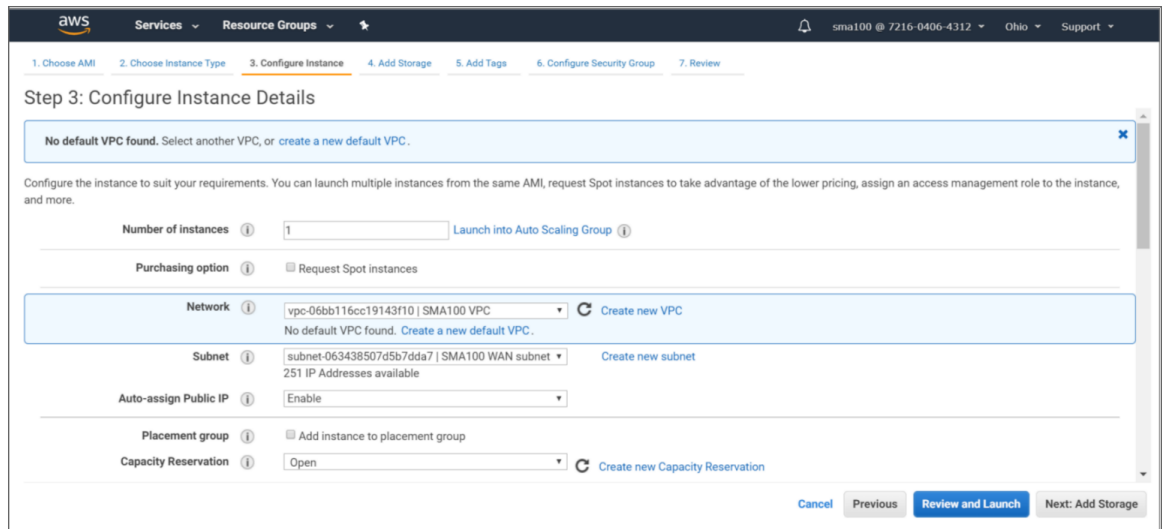 aws Services Resource Groups sma100 @ 7216-0406-4312 Ohio Support
1. Choose AMI 2. Choose Instance Type 3. Configure Instance 4. Add Storage 5. Add Tags 6. Configure Security Group 7. Review
Step 3: Configure Instance Details
No default VPC found. Select another VPC, or create a new default VPC.
Configure the instance to suit your requirements. You can launch multiple instances from the same AMI, request Spot instances to take advantage of the lower pricing, assign an access management role to the instance,
and more.
Number of instances 1 Launch into Auto Scaling Group
Purchasing option Request Spot instances
Network vpc-06bb116cc19143f10 | SMA100 VPC Create new VPC
No default VPC found. Create a new default VPC.
Subnet subnet-063438507d5b7dda7 | SMA100 WAN subnet Create new subnet
251 IP Addresses available
Auto-assign Public IP Enable
Placement group Add instance to placement group
Capacity Reservation Open Create new Capacity Reservation
Cancel Previous Review and Launch Next: Add Storage